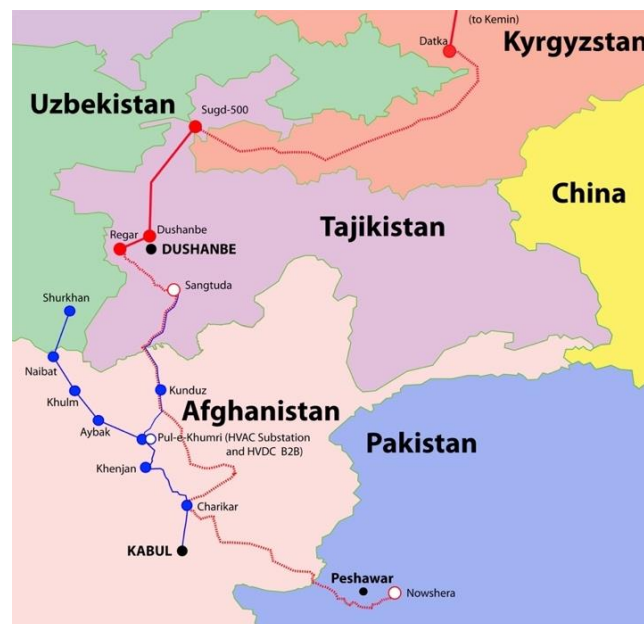 (to Kemin)
Datka
Kyrgyzstan
Uzbekistan
Sugd-500
China
Tajikistan
Regar
Dushanbe
DUSHANBE
Sangtuda
Shurkhan
Naibat
Khulm
Kunduz
Afghanistan
Aybak
Pul-e-Khumri (HVAC Substation
and HVDC B2B)
Pakistan
Khenjan
Charikar
KABUL
Peshawar
Nowshera